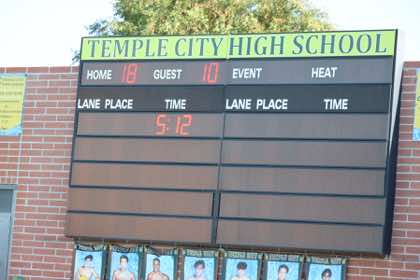 TEMPLE CITY HIGH SCHOOL
HOME 18 GUEST 10 EVENT HEAT
LANE PLACE TIME LANE PLACE TIME
5:12